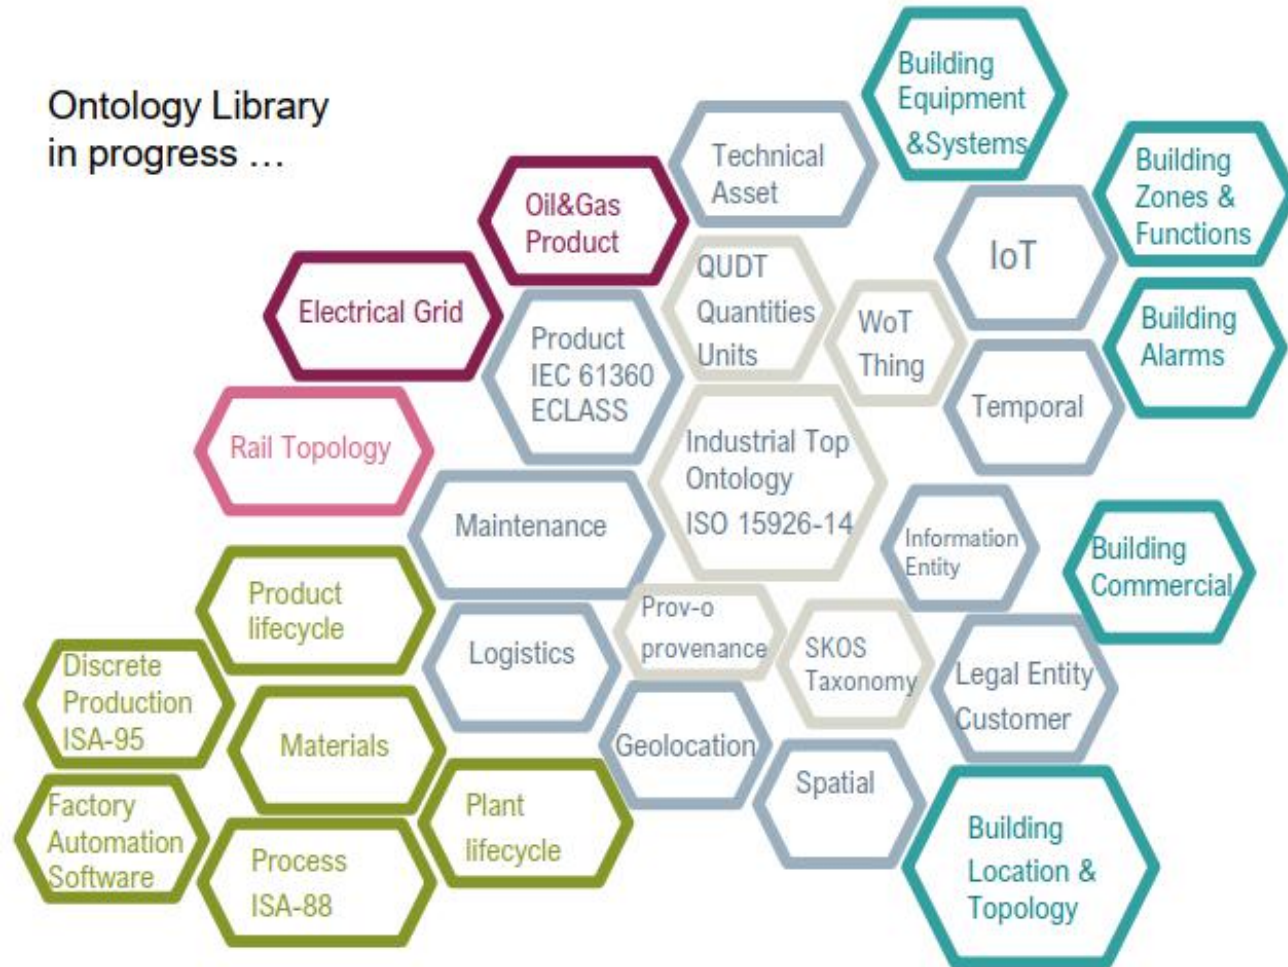 Ontology Library
in progress ...
Building
Equipment
&Systems
Technical
Asset
Building
Zones &
Functions
Oil&Gas
Product
IoT
QUDT
Quantities
Units
Electrical Grid
Product
IEC 61360
ECLASS
WoT
Thing
Building
Alarms
Temporal
Rail Topology
Industrial Top
Ontology
ISO 15926-14
Maintenance
Information
Entity
Building
Commercial
Product
lifecycle
Prov-o
provenance
Logistics
SKOS
Taxonomy
Legal Entity
Customer
Discrete
Production
ISA-95
Materials
Geolocation
Spatial
Factory
Automation
Software
Plant
lifecycle
Process
ISA-88
Building
Location &
Topology